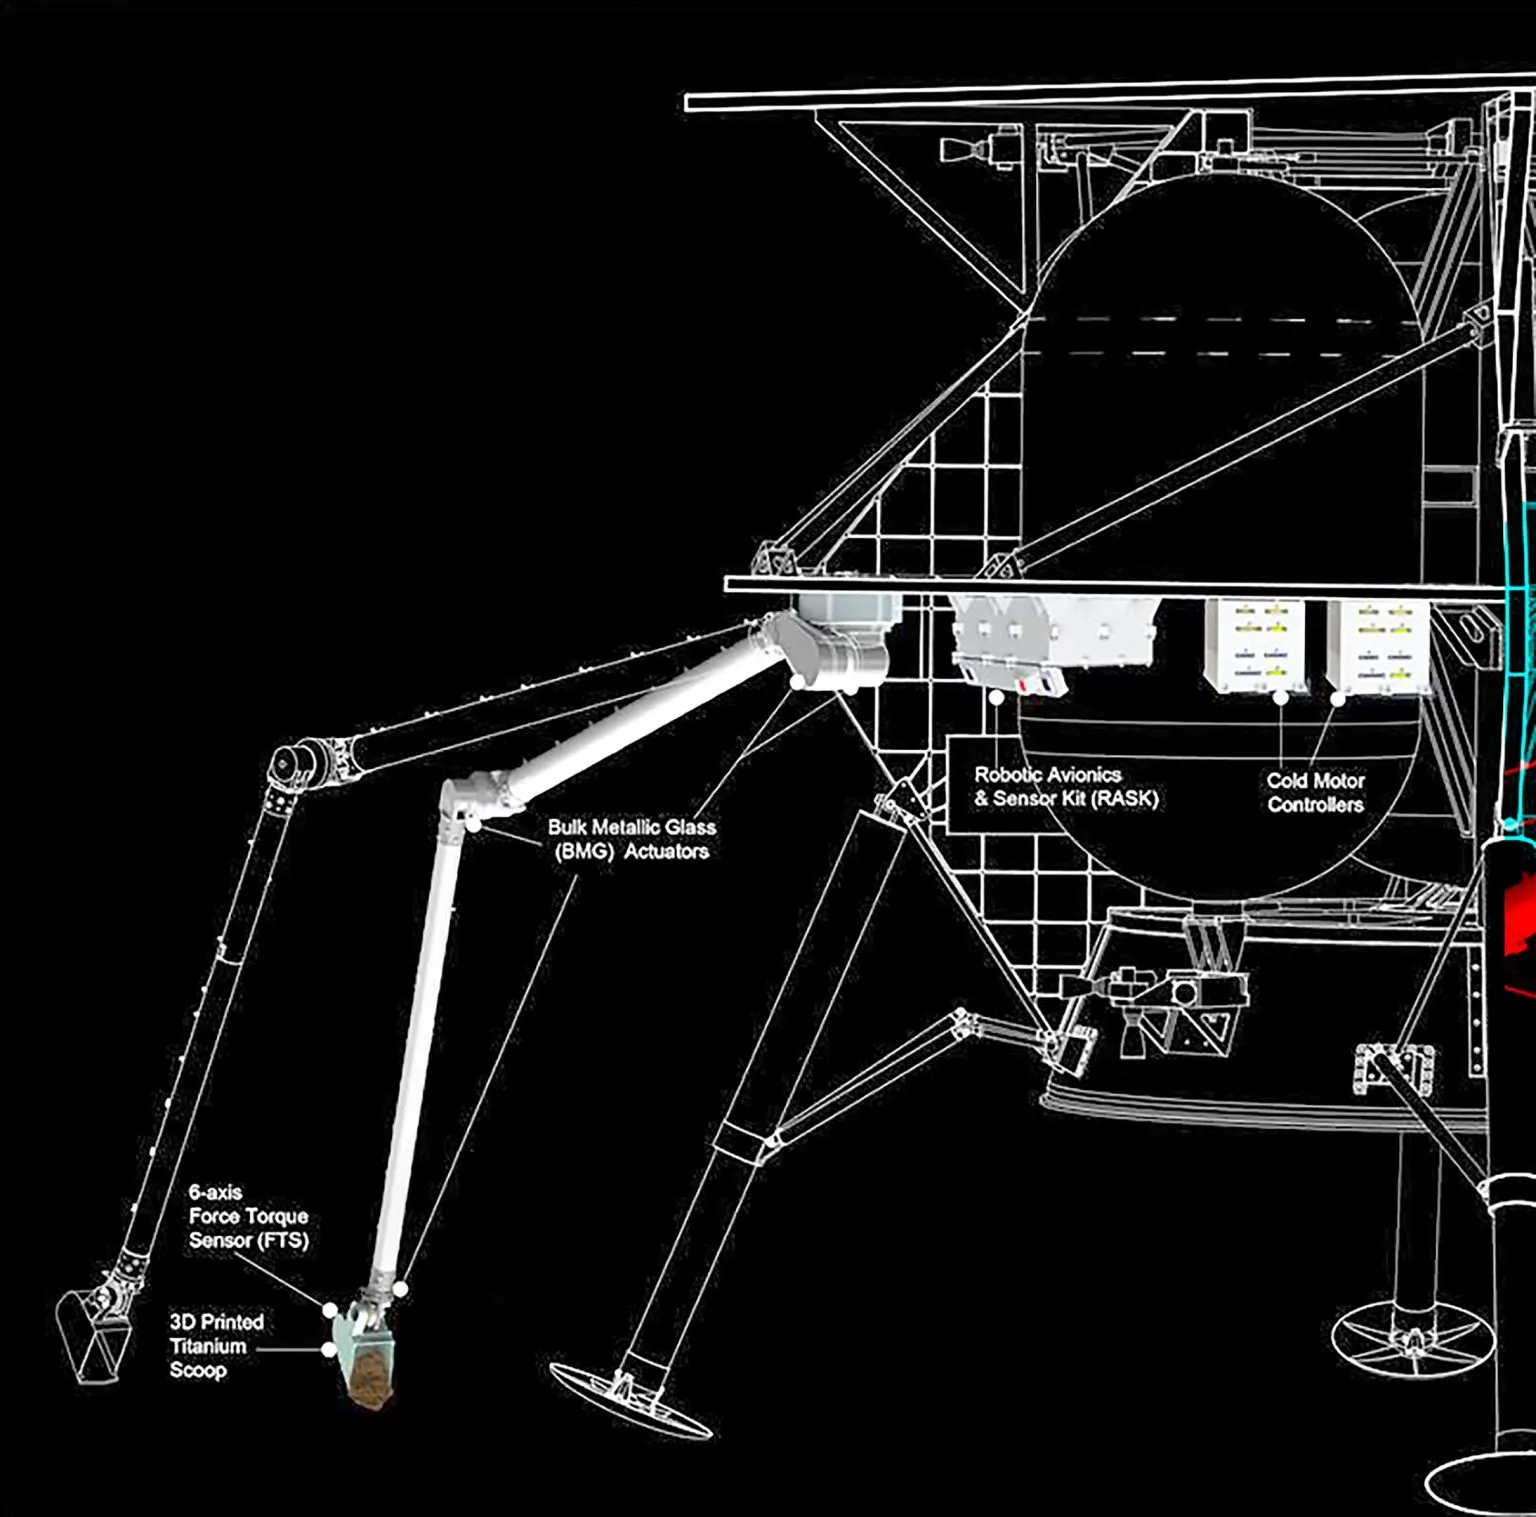 Robotic Avionics
& Sensor Kit (RASK)
Cold Motor
Controllers
Bulk Metallic Glass
(BMG) Actuators
6-axis
Force Torque
Sensor (FTS)
3D Printed
Titanium
Scoop